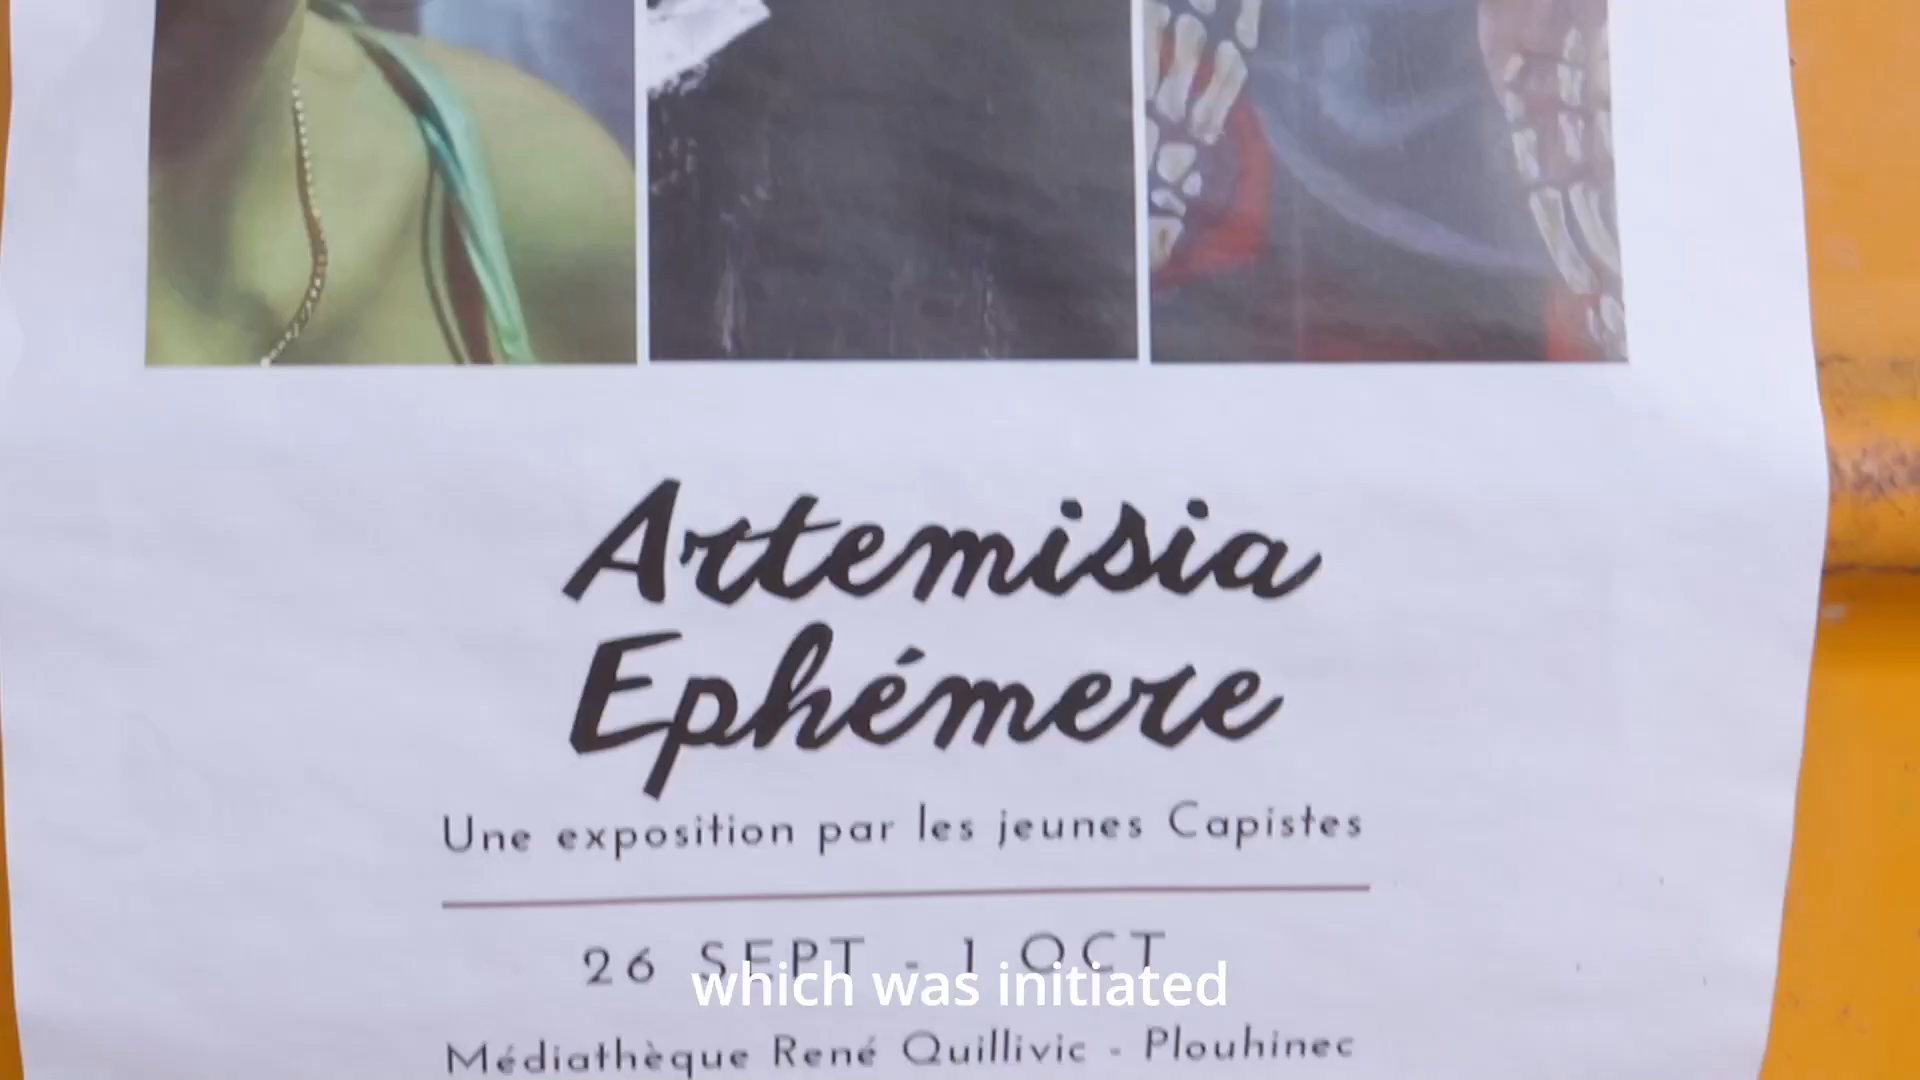 Artemisia
Ephémere
Une exposition par les jeunes Capistes
26 SEPT - 1 OCT
which was initiated
Médiathèque René Quillivic - Plouhinec